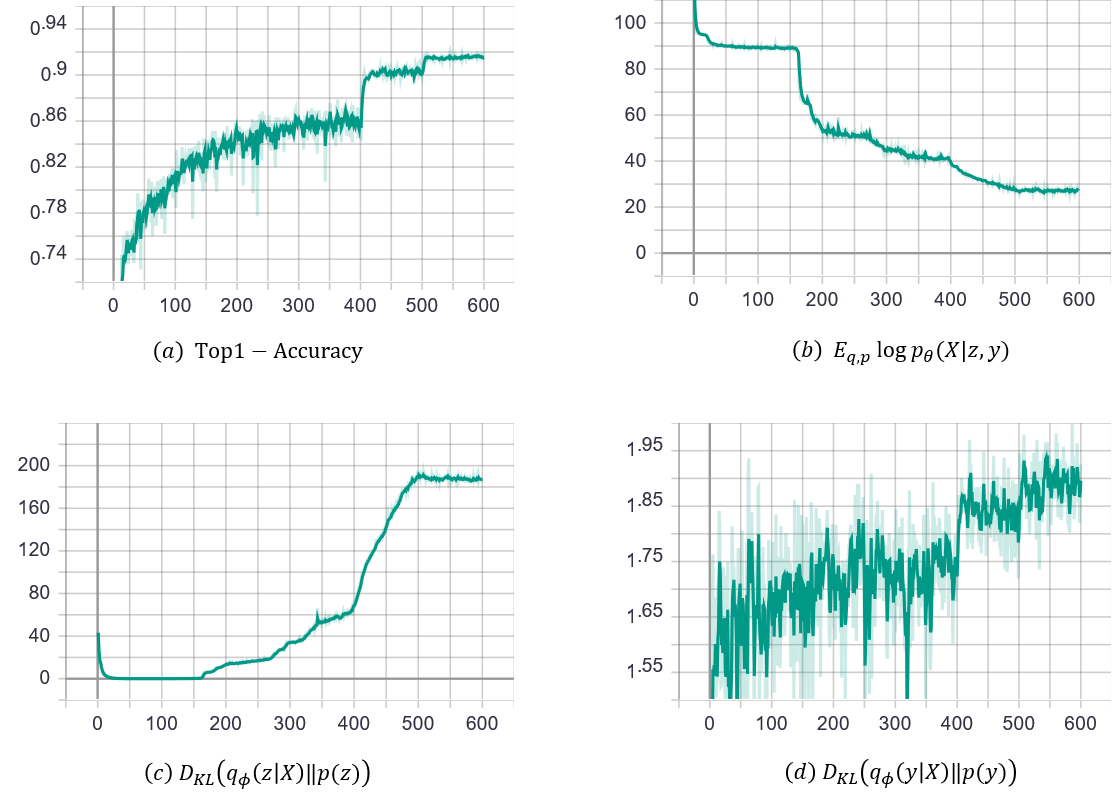 0.94
0.9
0.86
0.82
0.78
0.74
0 100 200 300 400 500 600
(a) Top1 − Accuracy
100
80
60
40
20
0
0 100 200 300 400 500 600
(b) E_{q,p} log p_θ(X|z, y)
200
160
120
80
40
0
0 100 200 300 400 500 600
(c) D_{KL}(q_ϕ(z|X)‖p(z))
1.95
1.85
1.75
1.65
1.55
0 100 200 300 400 500 600
(d) D_{KL}(q_ϕ(y|X)‖p(y))